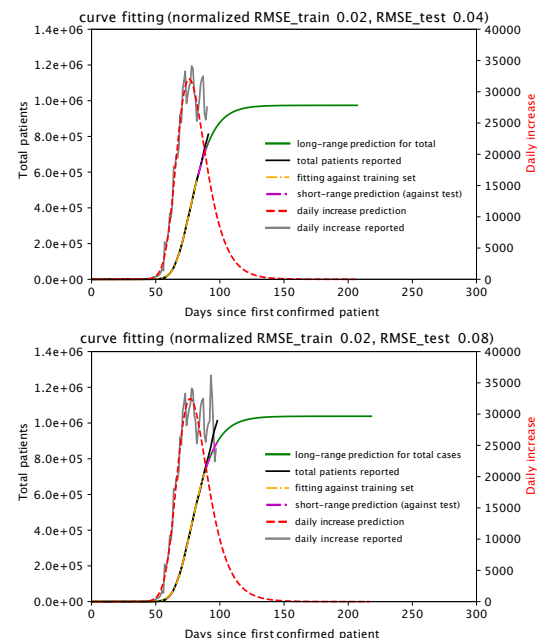 curve fitting (normalized RMSE_train 0.02, RMSE_test 0.04)
1.4e+06
1.2e+06
1.0e+06
8.0e+05
6.0e+05
4.0e+05
2.0e+05
0.0e+00
Total patients
40000
35000
30000
25000
20000
15000
10000
5000
0
Daily increase
long-range prediction for total
total patients reported
fitting against training set
short-range prediction (against test)
daily increase prediction
daily increase reported
0 50 100 150 200 250 300
Days since first confirmed patient
curve fitting (normalized RMSE_train 0.02, RMSE_test 0.08)
1.4e+06
1.2e+06
1.0e+06
8.0e+05
6.0e+05
4.0e+05
2.0e+05
0.0e+00
Total patients
40000
35000
30000
25000
20000
15000
10000
5000
0
Daily increase
long-range prediction for total cases
total patients reported
fitting against training set
short-range prediction (against test)
daily increase prediction
daily increase reported
0 50 100 150 200 250 300
Days since first confirmed patient